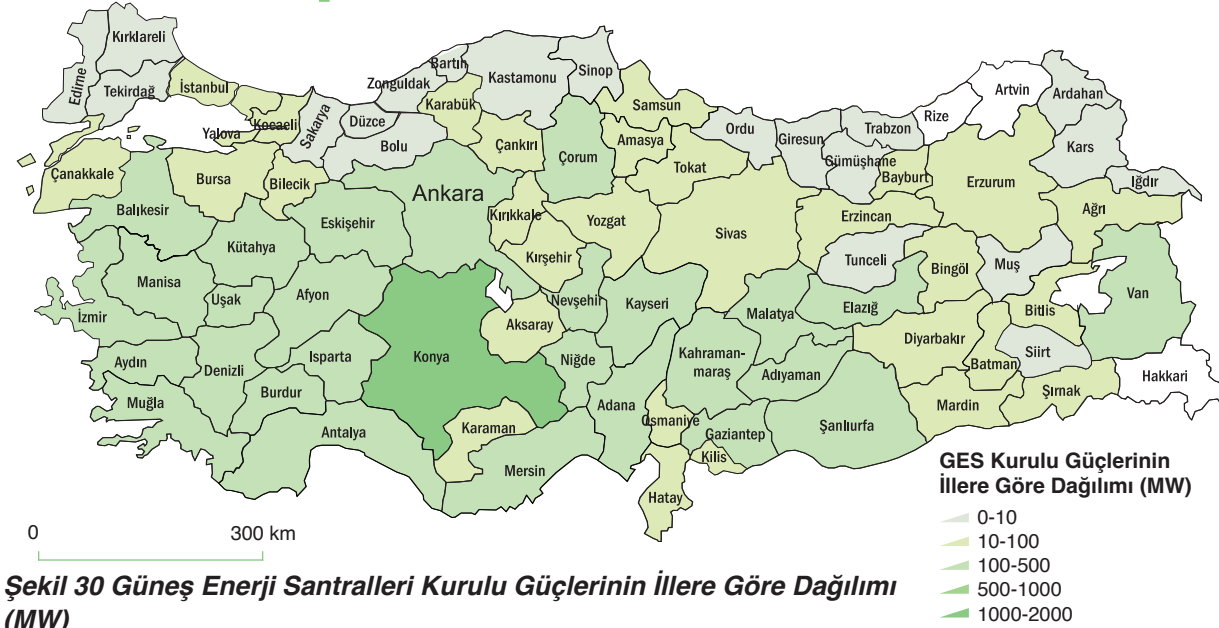 Kırklareli
Edirne
Tekirdağ
İstanbul
Kocaeli
Yalova
Sakarya
Düzce
Zonguldak
Bartın
Kastamonu
Sinop
Karabük
Bolu
Çankırı
Samsun
Amasya
Çorum
Tokat
Ordu
Giresun
Trabzon
Gümüşhane
Bayburt
Rize
Artvin
Ardahan
Kars
Iğdır
Erzurum
Ağrı
Çanakkale
Bursa
Bilecik
Balıkesir
Kütahya
Eskişehir
Ankara
Kırıkkale
Yozgat
Kırşehir
Sivas
Erzincan
Tunceli
Bingöl
Muş
Bitlis
Van
Manisa
Uşak
Afyon
İzmir
Aydın
Denizli
Isparta
Burdur
Muğla
Antalya
Konya
Aksaray
Nevşehir
Kayseri
Niğde
Malatya
Elazığ
Diyarbakır
Batman
Siirt
Şırnak
Hakkari
Mardin
Kahraman-
maraş
Adıyaman
Adana
Osmaniye
Gaziantep
Şanlıurfa
Kilis
Hatay
Karaman
Mersin
GES Kurulu Güçlerinin
İllere Göre Dağılımı (MW)
0-10
10-100
100-500
500-1000
1000-2000
0 300 km
Şekil 30 Güneş Enerji Santralleri Kurulu Güçlerinin İllere Göre Dağılımı
(MW)